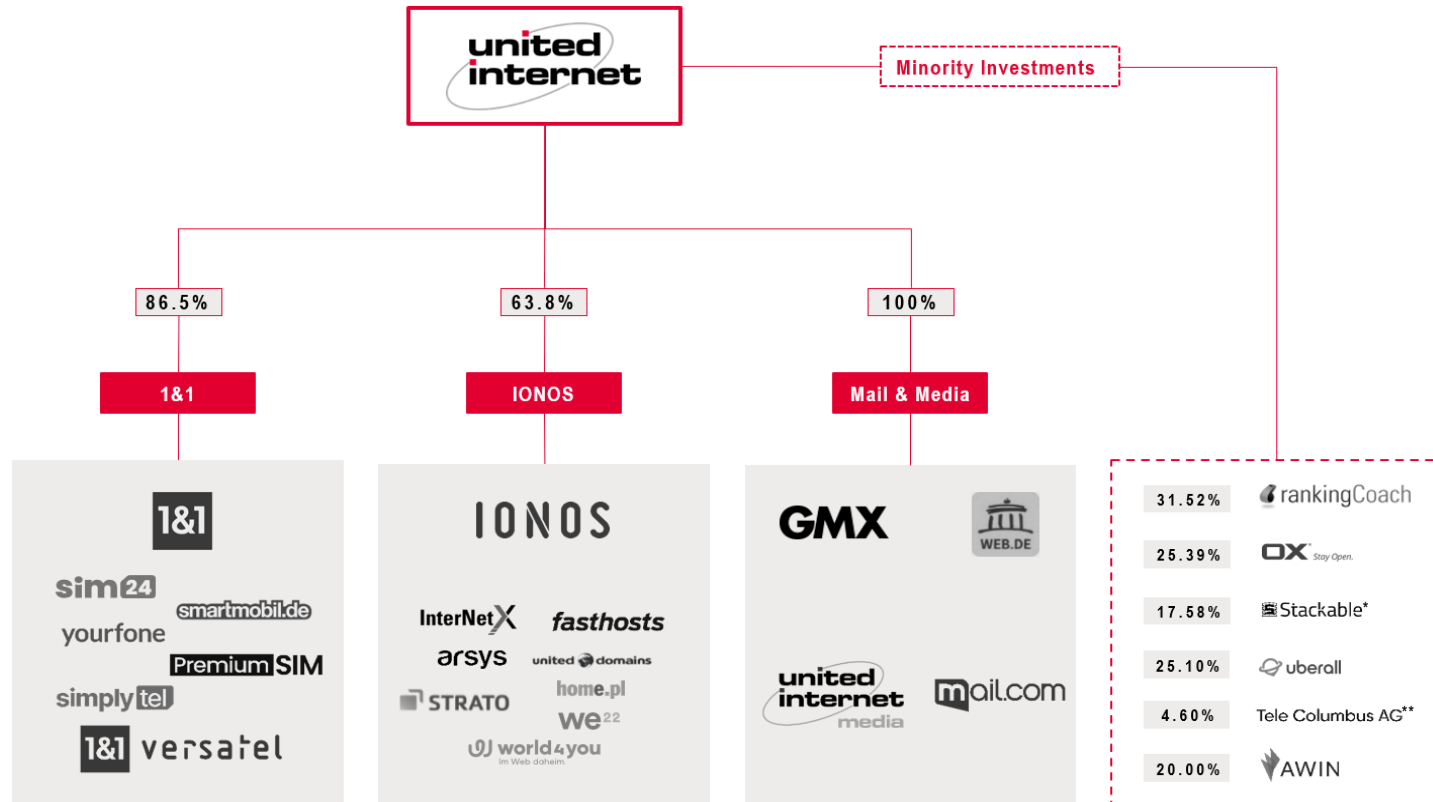 united
internet
Minority Investments
86.5%
63.8%
100%
1&1
IONOS
Mail & Media
1&1
sim24
smartmobil.de
yourfone
Premium SIM
simplytel
1&1 versatel
IONOS
InterNetX
fasthosts
arsys
united domains
STRATO
home.pl
we22
world4you
Im Web daheim.
GMX
WEB.DE
united
internet
media
mail.com
31.52% rankingCoach
25.39% OX Stay Open.
17.58% Stackable*
25.10% uberall
4.60% Tele Columbus AG**
20.00% AWIN